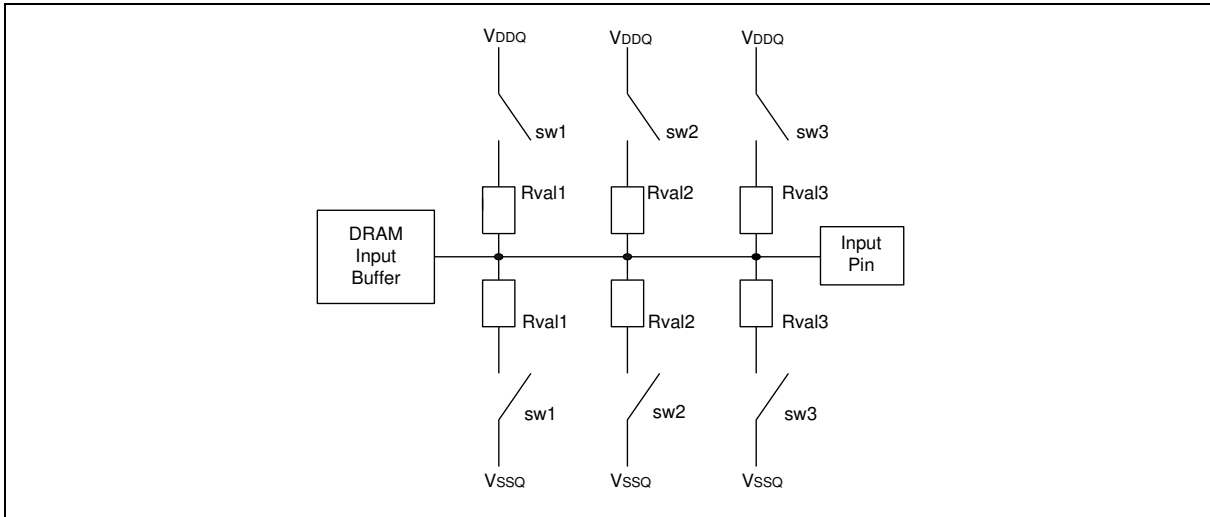 VDDQ VDDQ VDDQ
sw1 sw2 sw3
Rval1 Rval2 Rval3
DRAM
Input
Buffer
Input
Pin
Rval1 Rval2 Rval3
sw1 sw2 sw3
VSSQ VSSQ VSSQ